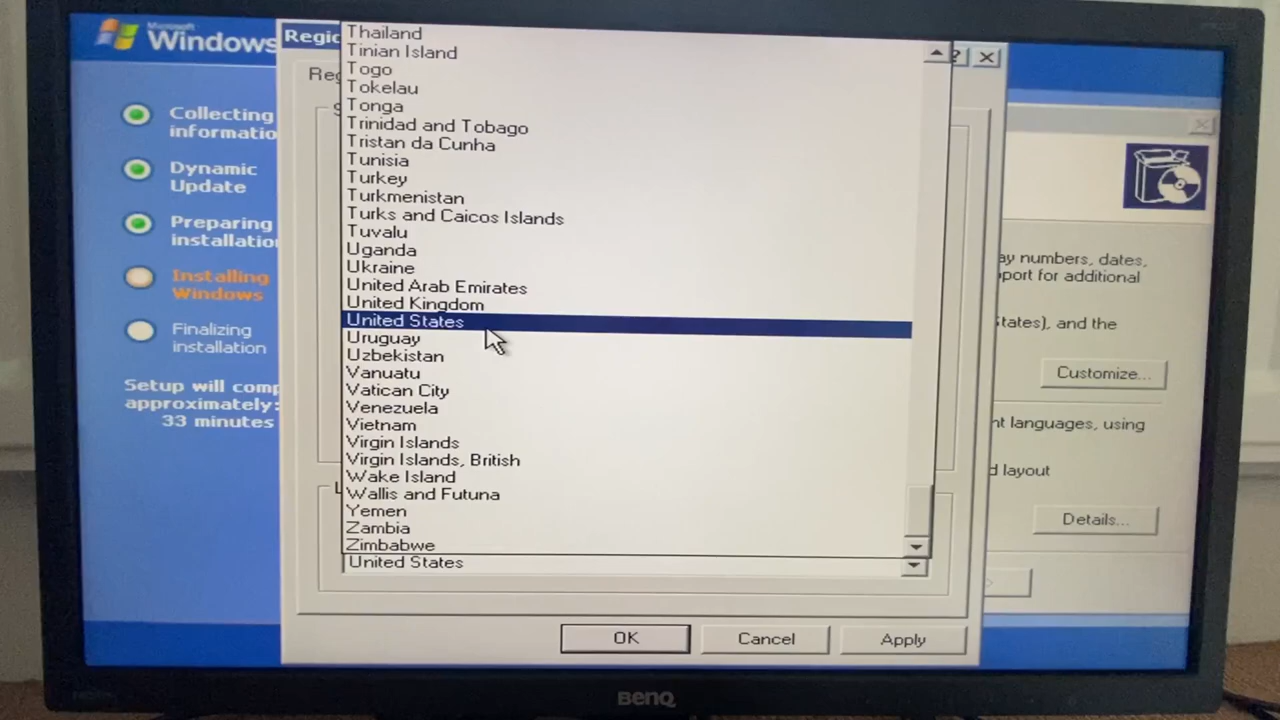 Microsoft
Windows
Collecting
informatio
Dynamic
Update
Preparing
installation
Installing
Windows
Finalizing
installation
Setup will comp
approximately:
33 minutes
Regio
Reg
Thailand
Tinian Island
Togo
Tokelau
Tonga
Trinidad and Tobago
Tristan da Cunha
Tunisia
Turkey
Turkmenistan
Turks and Caicos Islands
Tuvalu
Uganda
Ukraine
United Arab Emirates
United Kingdom
United States
Uruguay
Uzbekistan
Vanuatu
Vatican City
Venezuela
Vietnam
Virgin Islands
Virgin Islands, British
Wake Island
Wallis and Futuna
Yemen
Zambia
Zimbabwe
United States
OK
Cancel
Apply
ay numbers, dates,
port for additional
States), and the
Customize...
nt languages, using
d layout
Details...
BenQ